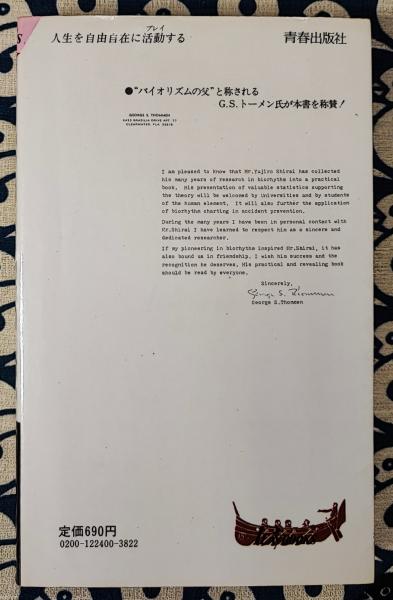 S
人生を自由自在に活動する
プレイ
青春出版社
●“バイオリズムの父”と称される
G.S.トーメン氏が本書を称賛!
GEORGE S. THOMMEN
CLEARWATER, FLA.
I am pleased to know that Mr.Yajiro Shirai has collected
his many years of research in biorhythms into a practical
book. His presentation of valuable statistics supporting
the theory will be welcomed by universities and by students
of the human element. It will also further the application
of biorhythm charting in accident prevention.
During the many years I have been in personal contact with
Mr.Shirai I have learned to respect him as a sincere and
dedicated researcher.
If my pioneering in biorhythms inspired Mr.Shirai, it has
also bound us in friendship. I wish his success and the
recognition he deserves. His practical and revealing book
should be read by everyone.
Sincerely,
George S. Thommen
George S.Thommen
定価690円
0200-122400-3822